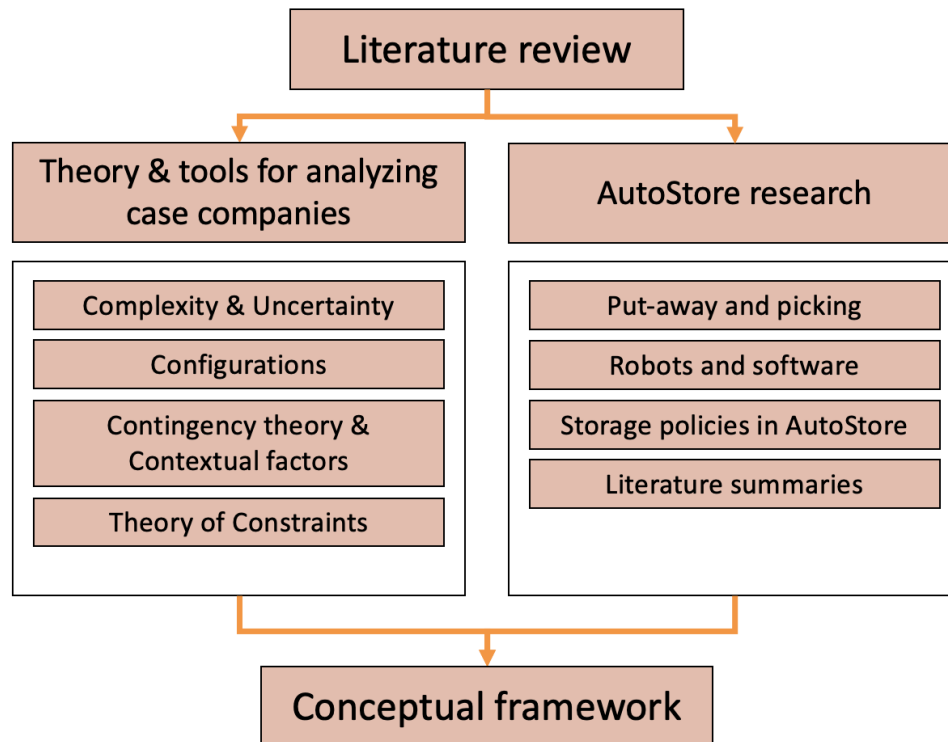 Literature review
Theory & tools for analyzing
case companies
Complexity & Uncertainty
Configurations
Contingency theory &
Contextual factors
Theory of Constraints
AutoStore research
Put-away and picking
Robots and software
Storage policies in AutoStore
Literature summaries
Conceptual framework